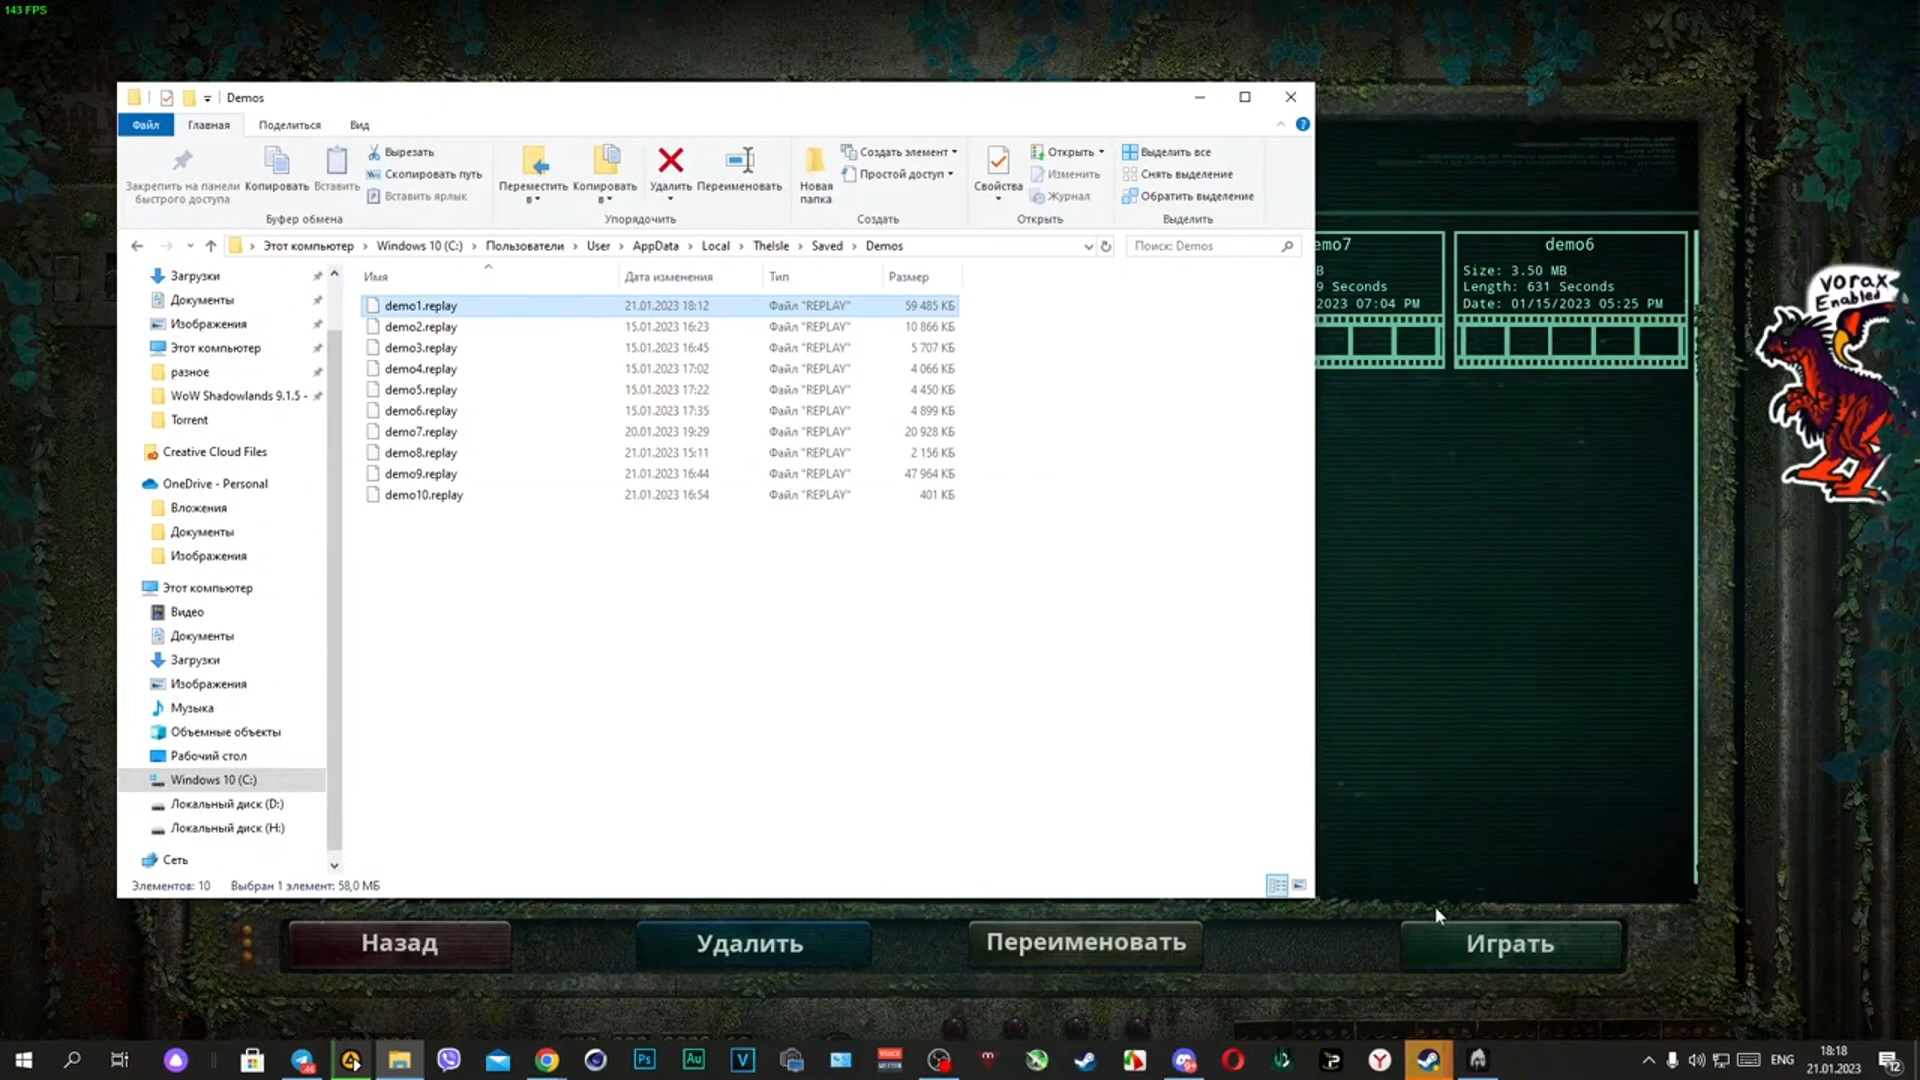 143 FPS
Demos
Файл
Главная
Поделиться
Вид
Закрепить на панели быстрого доступа
Копировать
Вставить
Вырезать
Скопировать путь
Вставить ярлык
Буфер обмена
Переместить в
Копировать в
Удалить
Переименовать
Упорядочить
Новая папка
Создать элемент
Простой доступ
Создать
Свойства
Открыть
Изменить
Журнал
Открыть
Выделить все
Снять выделение
Обратить выделение
Выделить
Этот компьютер > Windows 10 (C:) > Пользователи > User > AppData > Local > TheIsle > Saved > Demos
Поиск: Demos
Загрузки
Документы
Изображения
Этот компьютер
разное
WoW Shadowlands 9.1.5 -
Torrent
Creative Cloud Files
OneDrive - Personal
Вложения
Документы
Изображения
Этот компьютер
Видео
Документы
Загрузки
Изображения
Музыка
Объемные объекты
Рабочий стол
Windows 10 (C:)
Локальный диск (D:)
Локальный диск (H:)
Сеть
Имя Дата изменения Тип Размер
demo1.replay 21.01.2023 18:12 Файл "REPLAY" 59 485 КБ
demo2.replay 15.01.2023 16:23 Файл "REPLAY" 10 866 КБ
demo3.replay 15.01.2023 16:45 Файл "REPLAY" 5 707 КБ
demo4.replay 15.01.2023 17:02 Файл "REPLAY" 4 066 КБ
demo5.replay 15.01.2023 17:22 Файл "REPLAY" 4 450 КБ
demo6.replay 15.01.2023 17:35 Файл "REPLAY" 4 899 КБ
demo7.replay 20.01.2023 19:29 Файл "REPLAY" 20 928 КБ
demo8.replay 21.01.2023 15:11 Файл "REPLAY" 2 156 КБ
demo9.replay 21.01.2023 16:44 Файл "REPLAY" 47 964 КБ
demo10.replay 21.01.2023 16:54 Файл "REPLAY" 401 КБ
Элементов: 10 Выбран 1 элемент: 58,0 МБ
emo7
B
9 Seconds
2023 07:04 PM
demo6
Size: 3.50 MB
Length: 631 Seconds
Date: 01/15/2023 05:25 PM
vorax
Enabled
Назад
Удалить
Переименовать
Играть
ENG
18:18
21.01.2023
12